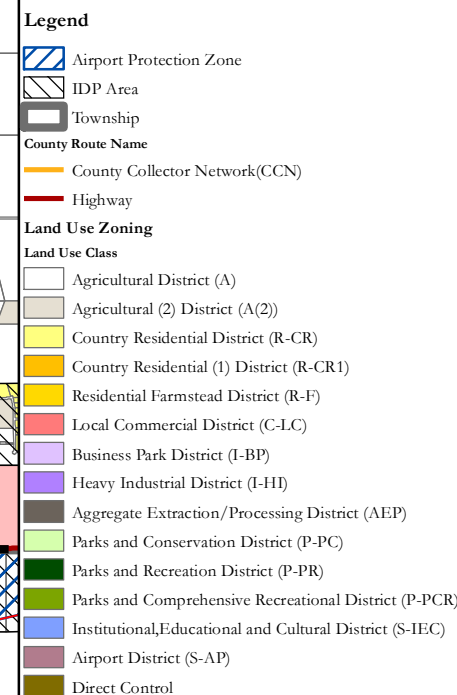 Legend
Airport Protection Zone
IDP Area
Township
County Route Name
County Collector Network(CCN)
Highway
Land Use Zoning
Land Use Class
Agricultural District (A)
Agricultural (2) District (A(2))
Country Residential District (R-CR)
Country Residential (1) District (R-CR1)
Residential Farmstead District (R-F)
Local Commercial District (C-LC)
Business Park District (I-BP)
Heavy Industrial District (I-HI)
Aggregate Extraction/Processing District (AEP)
Parks and Conservation District (P-PC)
Parks and Recreation District (P-PR)
Parks and Comprehensive Recreational District (P-PCR)
Institutional,Educational and Cultural District (S-IEC)
Airport District (S-AP)
Direct Control